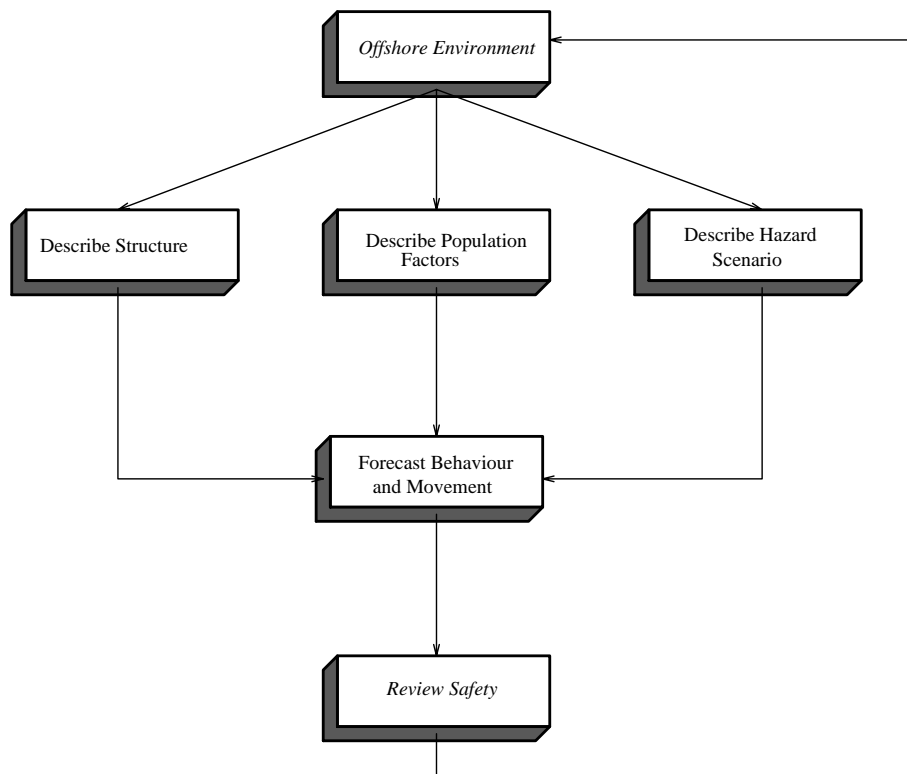 Offshore Environment
Describe Structure
Describe Population
Factors
Describe Hazard
Scenario
Forecast Behaviour
and Movement
Review Safety